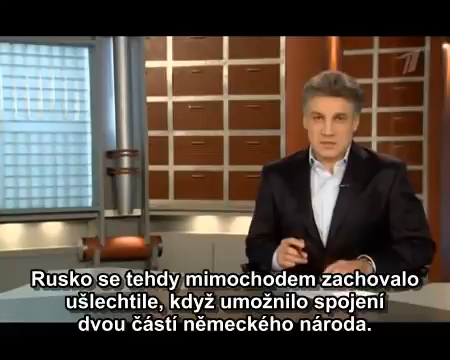 Rusko se tehdy mimochodem zachovalo
ušlechtile, když umožnilo spojení
dvou částí německého národa.